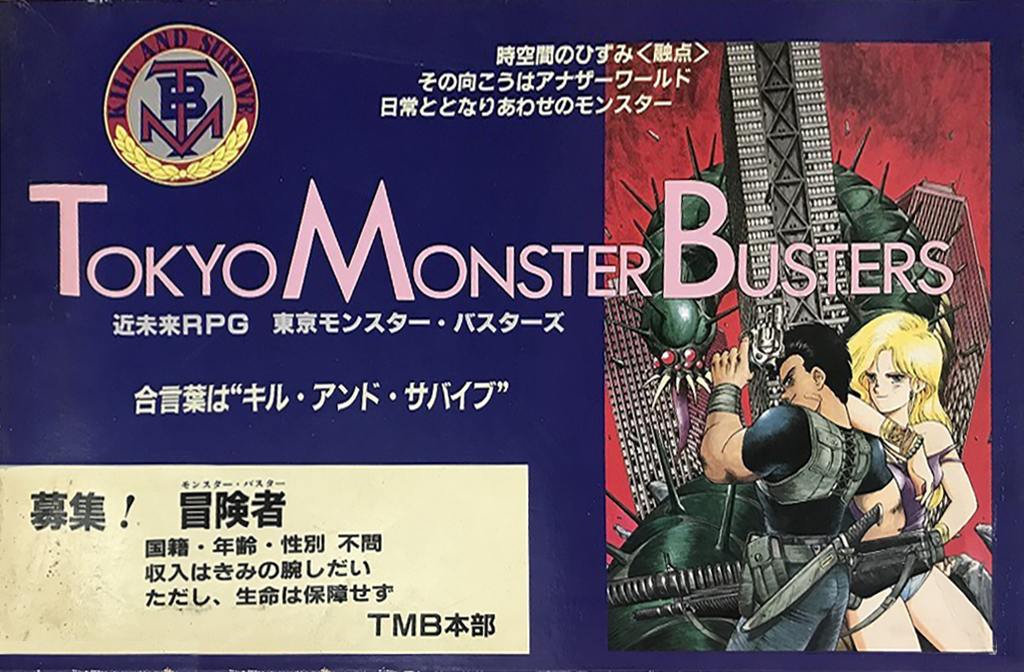 KILL AND SURVIVE
TMB
時空間のひずみ<融点>
その向こうはアナザーワールド
日常ととなりあわせのモンスター
TOKYO MONSTER BUSTERS
近未来RPG 東京モンスター・バスターズ
合言葉は“キル・アンド・サバイブ”
モンスター・バスター
募集! 冒険者
国籍・年齢・性別 不問
収入はきみの腕しだい
ただし、生命は保障せず
TMB本部